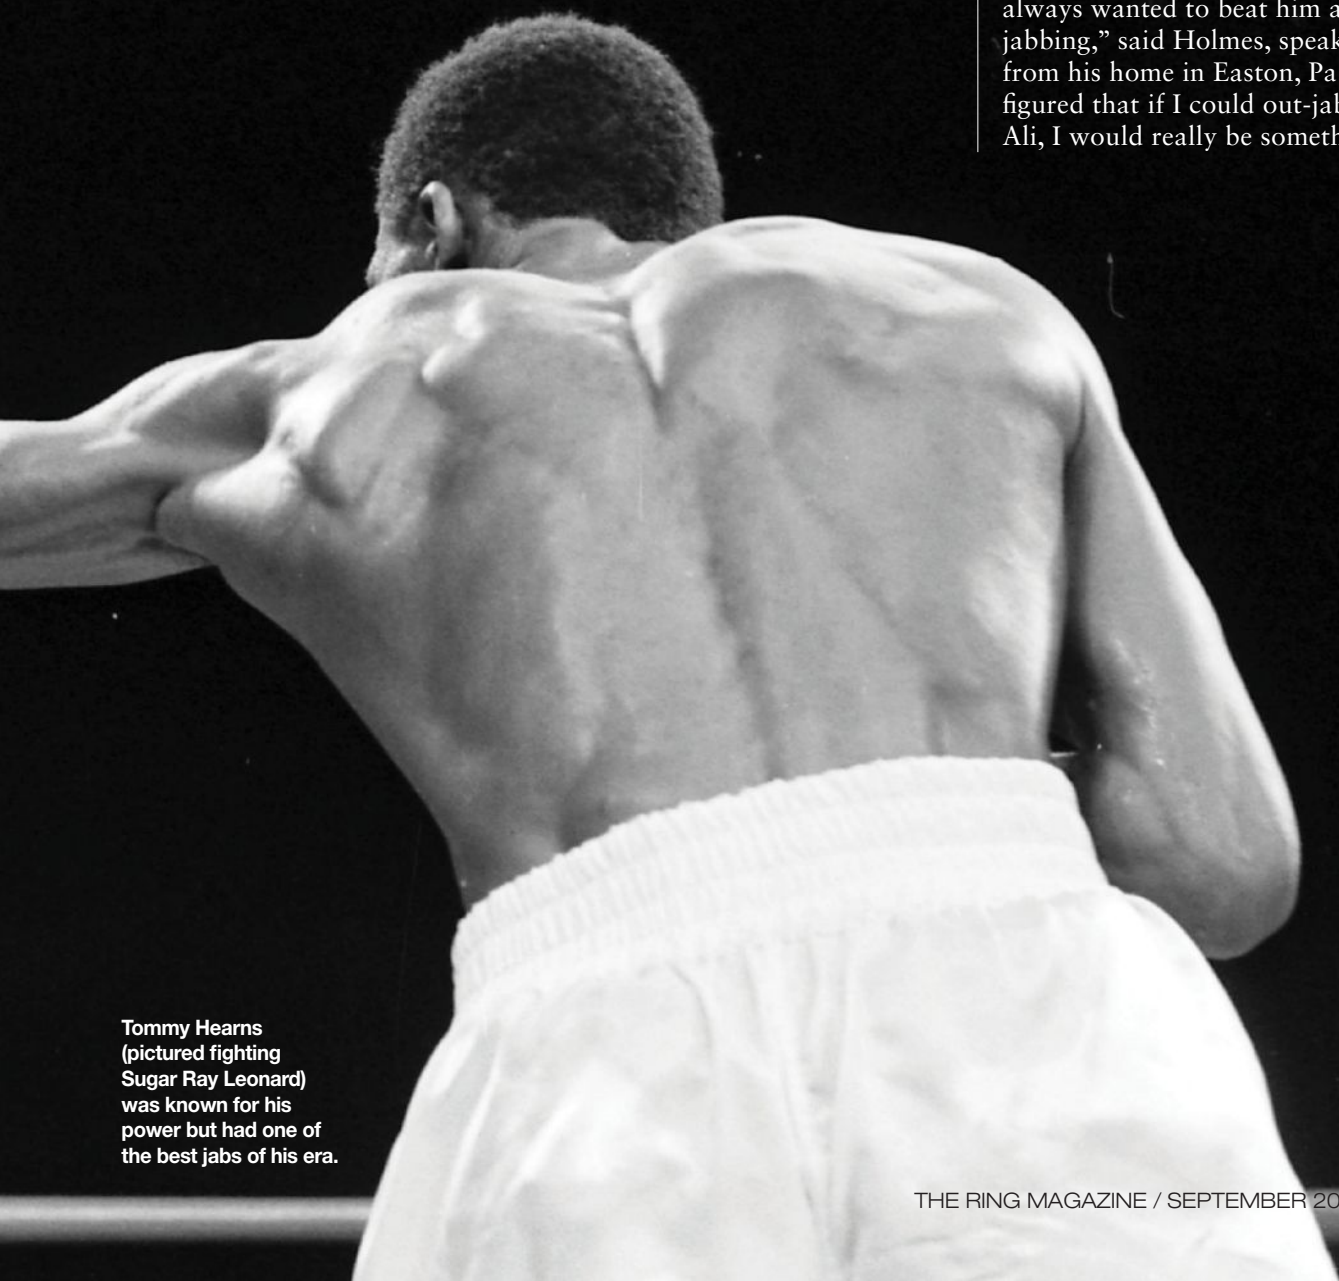 always wanted to beat him a
jabbing,” said Holmes, speak
from his home in Easton, Pa
figured that if I could out-jab
Ali, I would really be someth
Tommy Hearns
(pictured fighting
Sugar Ray Leonard)
was known for his
power but had one of
the best jabs of his era.
THE RING MAGAZINE / SEPTEMBER 20